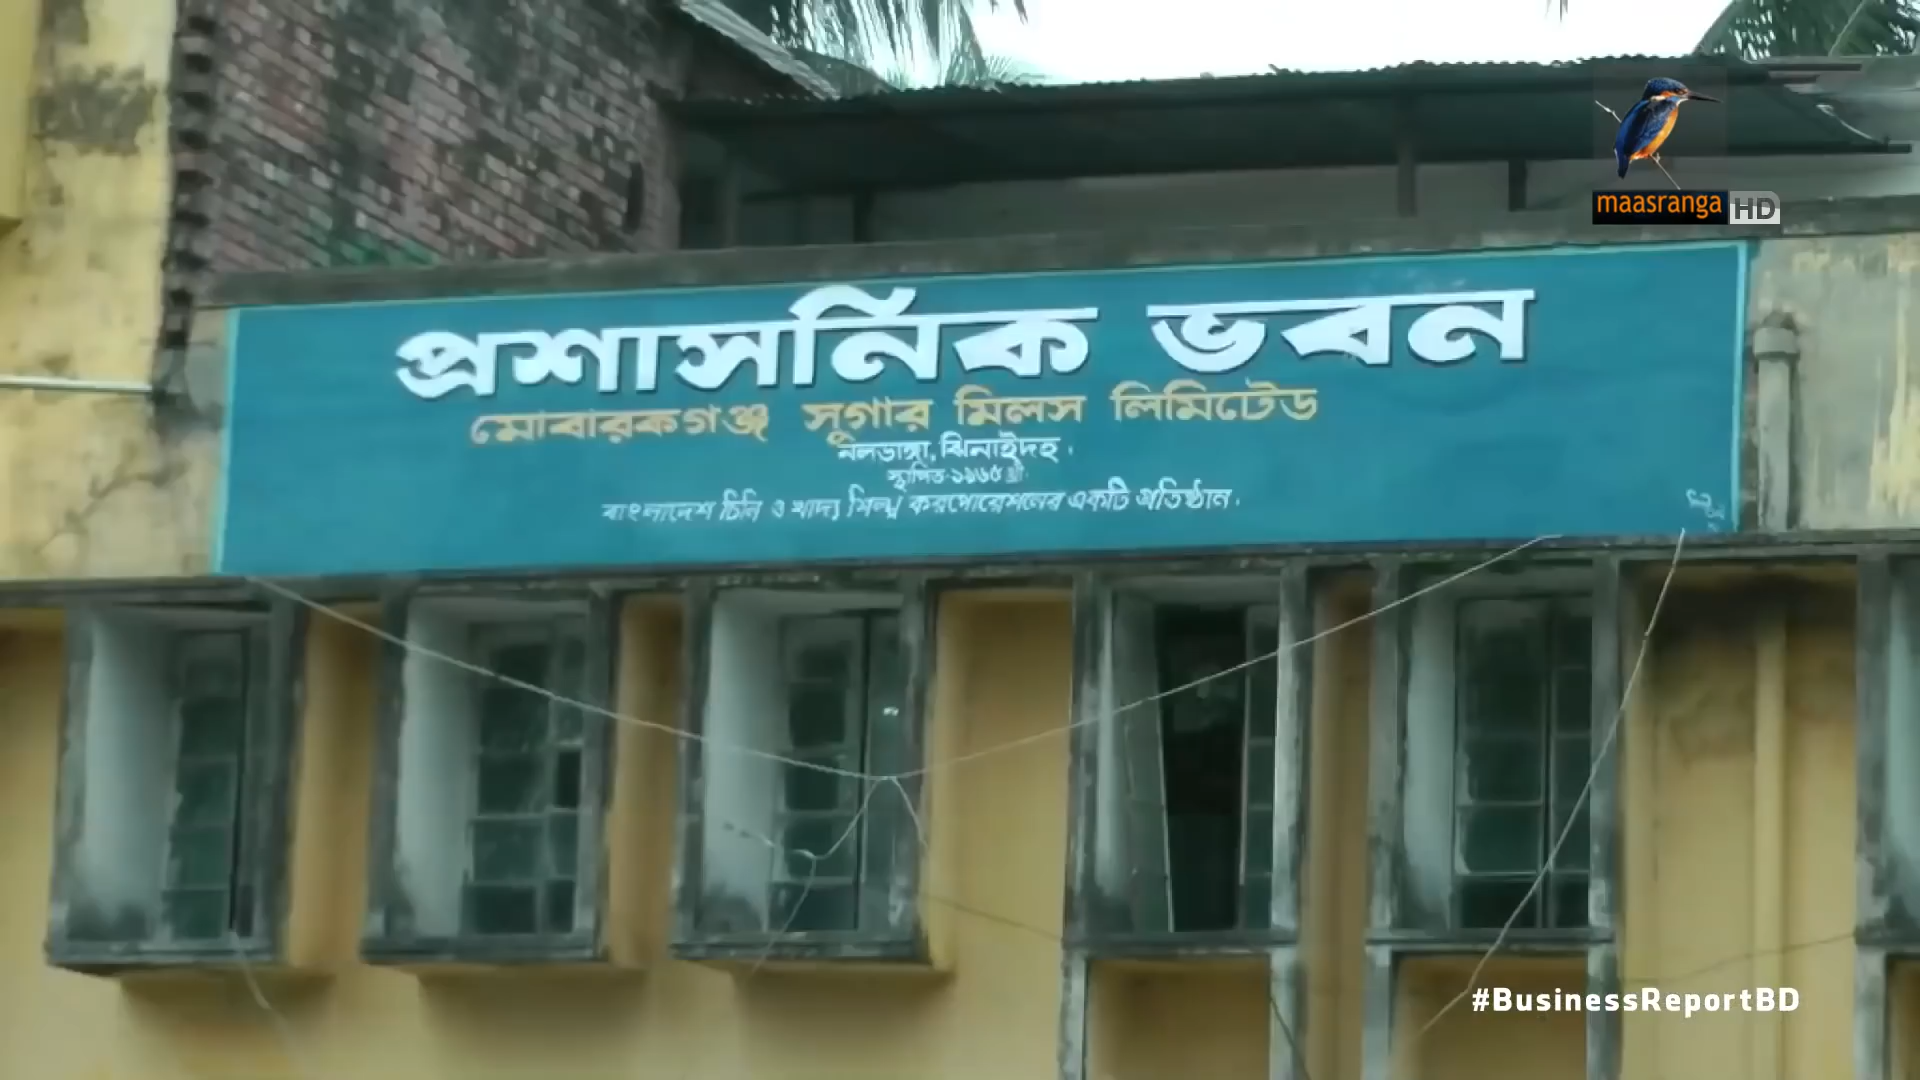 maasranga HD
প্রশাসনিক ভবন
মোবারকগঞ্জ সুগার মিলস লিমিটেড
নলডাঙ্গা, ঝিনাইদহ।
স্থাপিত-১৯৬৫ খ্রী
বাংলাদেশ চিনি ও খাদ্য শিল্প করপোরেশনের একটি প্রতিষ্ঠান।
#BusinessReportBD